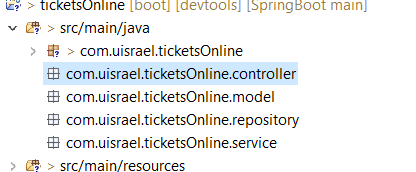 ticketsOnline [boot] [devtools] [SpringBoot main]
> src/main/java
> com.uisrael.ticketsOnline
com.uisrael.ticketsOnline.controller
com.uisrael.ticketsOnline.model
com.uisrael.ticketsOnline.repository
com.uisrael.ticketsOnline.service
> src/main/resources